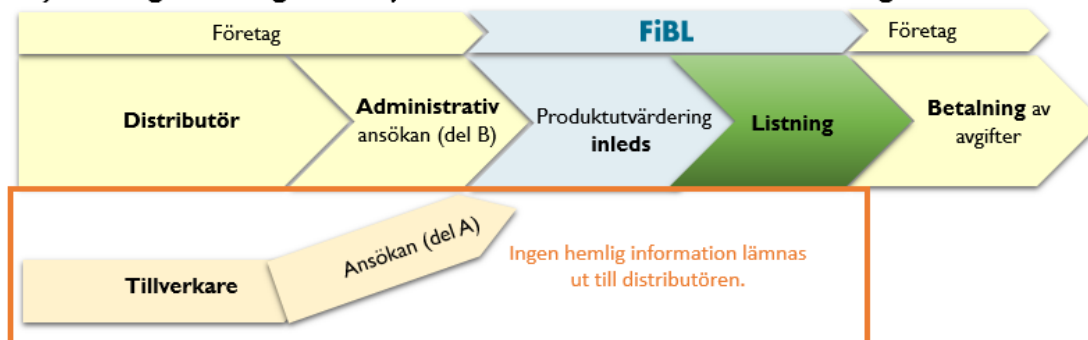 Företag
FiBL
Företag
Distributör
Administrativ
ansökan (del B)
Produktutvärdering
inleds
Listning
Betalning av
avgifter
Ansökan (del A)
Tillverkare
Ingen hemlig information lämnas
ut till distributören.